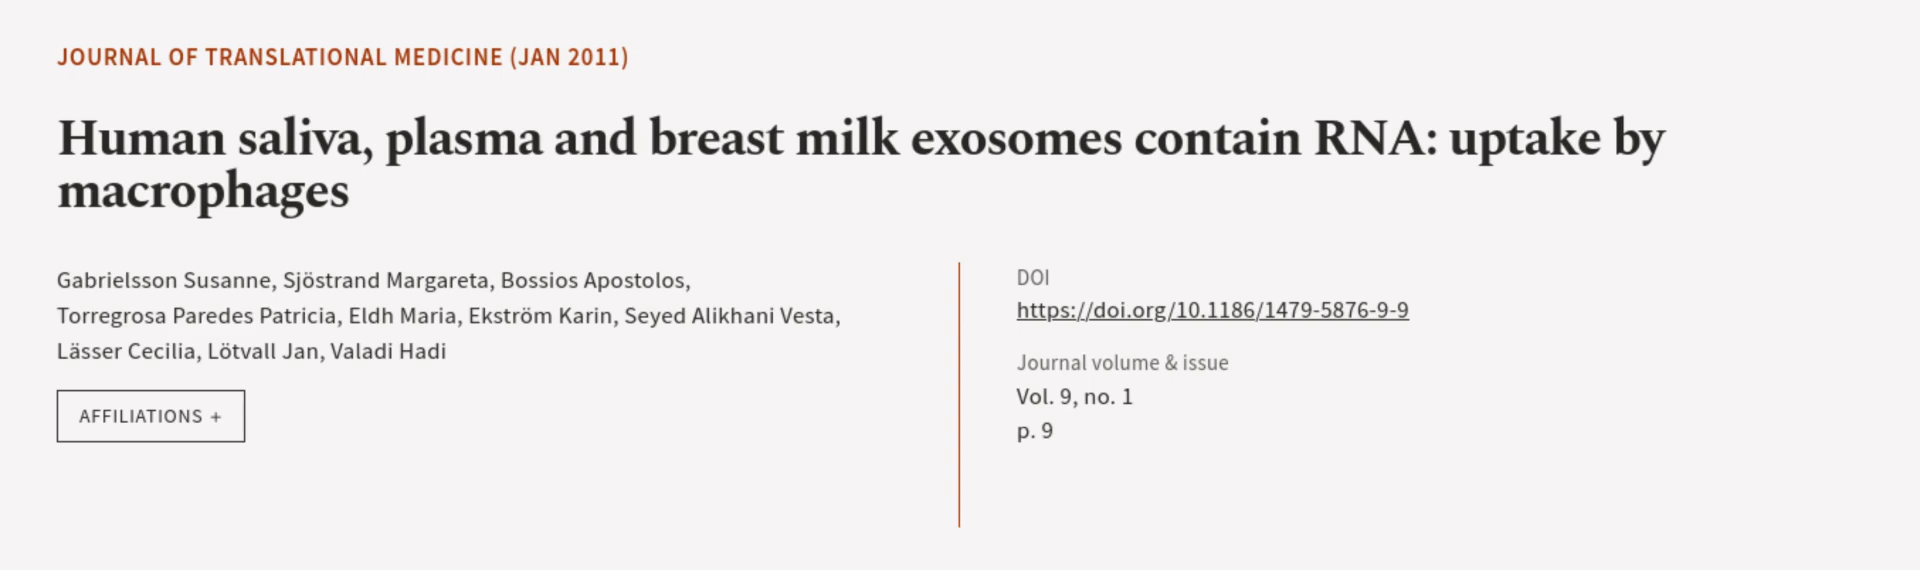 JOURNAL OF TRANSLATIONAL MEDICINE (JAN 2011)
Human saliva, plasma and breast milk exosomes contain RNA: uptake by
macrophages
Gabrielsson Susanne, Sjöstrand Margareta, Bossios Apostolos,
Torregrosa Paredes Patricia, Eldh Maria, Ekström Karin, Seyed Alikhani Vesta,
Lässer Cecilia, Lötvall Jan, Valadi Hadi
AFFILIATIONS +
DOI
https://doi.org/10.1186/1479-5876-9-9
Journal volume & issue
Vol. 9, no. 1
p. 9